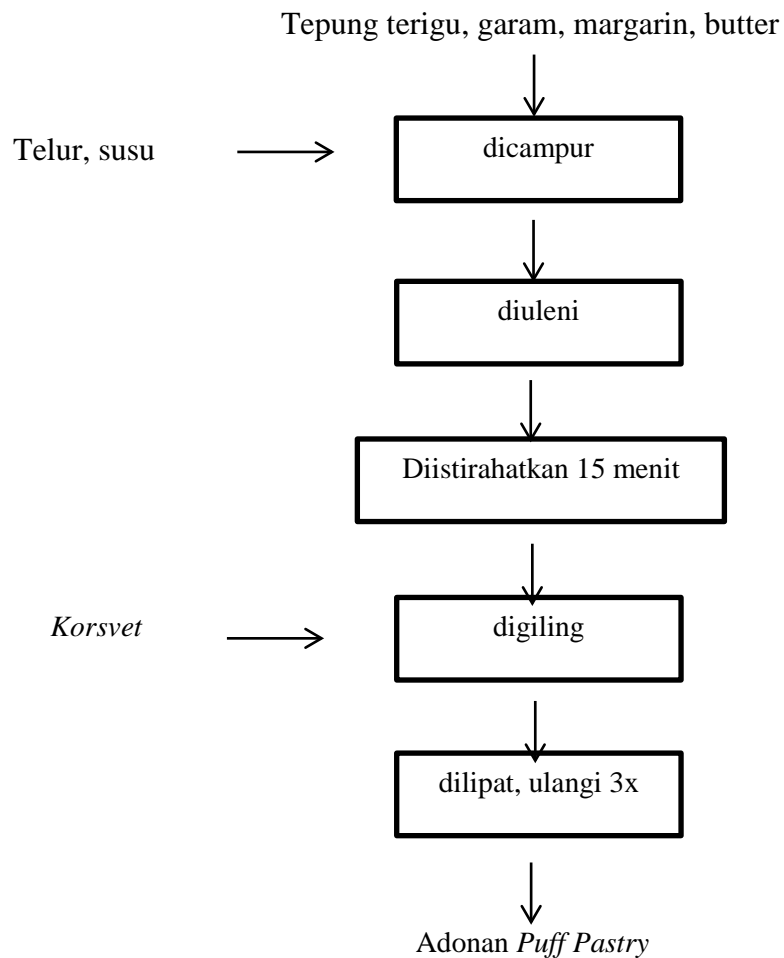 Tepung terigu, garam, margarin, butter
Telur, susu
dicampur
diuleni
Diistirahatkan 15 menit
Korsvet
digiling
dilipat, ulangi 3x
Adonan Puff Pastry